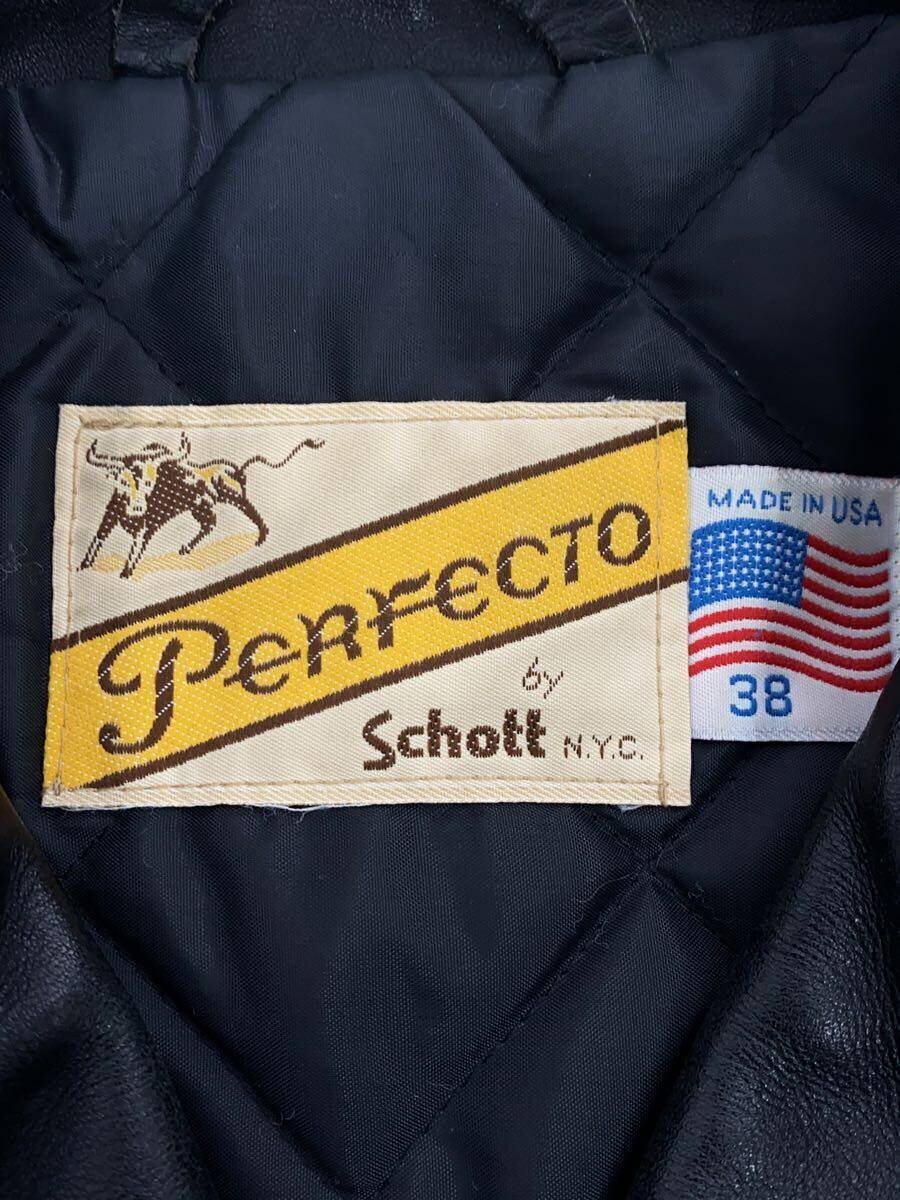 PERFECTO
by
Schott N.Y.C.
MADE IN USA
38